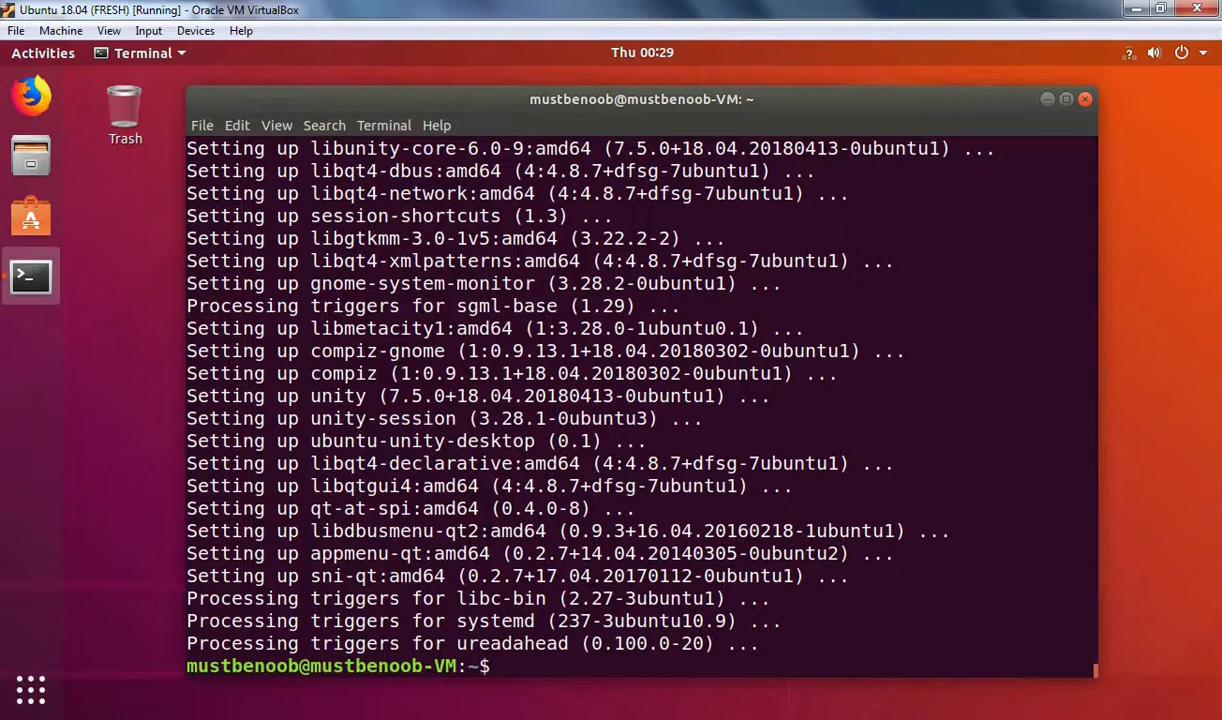 Ubuntu 18.04 (FRESH) [Running] - Oracle VM VirtualBox
File Machine View Input Devices Help
Activities Terminal Thu 00:29
Trash
mustbenoob@mustbenoob-VM: ~
File Edit View Search Terminal Help
Setting up libunity-core-6.0-9:amd64 (7.5.0+18.04.20180413-0ubuntu1) ...
Setting up libqt4-dbus:amd64 (4:4.8.7+dfsg-7ubuntu1) ...
Setting up libqt4-network:amd64 (4:4.8.7+dfsg-7ubuntu1) ...
Setting up session-shortcuts (1.3) ...
Setting up libgtkmm-3.0-1v5:amd64 (3.22.2-2) ...
Setting up libqt4-xmlpatterns:amd64 (4:4.8.7+dfsg-7ubuntu1) ...
Setting up gnome-system-monitor (3.28.2-0ubuntu1) ...
Processing triggers for sgml-base (1.29) ...
Setting up libmetacity1:amd64 (1:3.28.0-1ubuntu0.1) ...
Setting up compiz-gnome (1:0.9.13.1+18.04.20180302-0ubuntu1) ...
Setting up compiz (1:0.9.13.1+18.04.20180302-0ubuntu1) ...
Setting up unity (7.5.0+18.04.20180413-0ubuntu1) ...
Setting up unity-session (3.28.1-0ubuntu3) ...
Setting up ubuntu-unity-desktop (0.1) ...
Setting up libqt4-declarative:amd64 (4:4.8.7+dfsg-7ubuntu1) ...
Setting up libqtgui4:amd64 (4:4.8.7+dfsg-7ubuntu1) ...
Setting up qt-at-spi:amd64 (0.4.0-8) ...
Setting up libdbusmenu-qt2:amd64 (0.9.3+16.04.20160218-1ubuntu1) ...
Setting up appmenu-qt:amd64 (0.2.7+14.04.20140305-0ubuntu2) ...
Setting up sni-qt:amd64 (0.2.7+17.04.20170112-0ubuntu1) ...
Processing triggers for libc-bin (2.27-3ubuntu1) ...
Processing triggers for systemd (237-3ubuntu10.9) ...
Processing triggers for ureadahead (0.100.0-20) ...
mustbenoob@mustbenoob-VM:~$